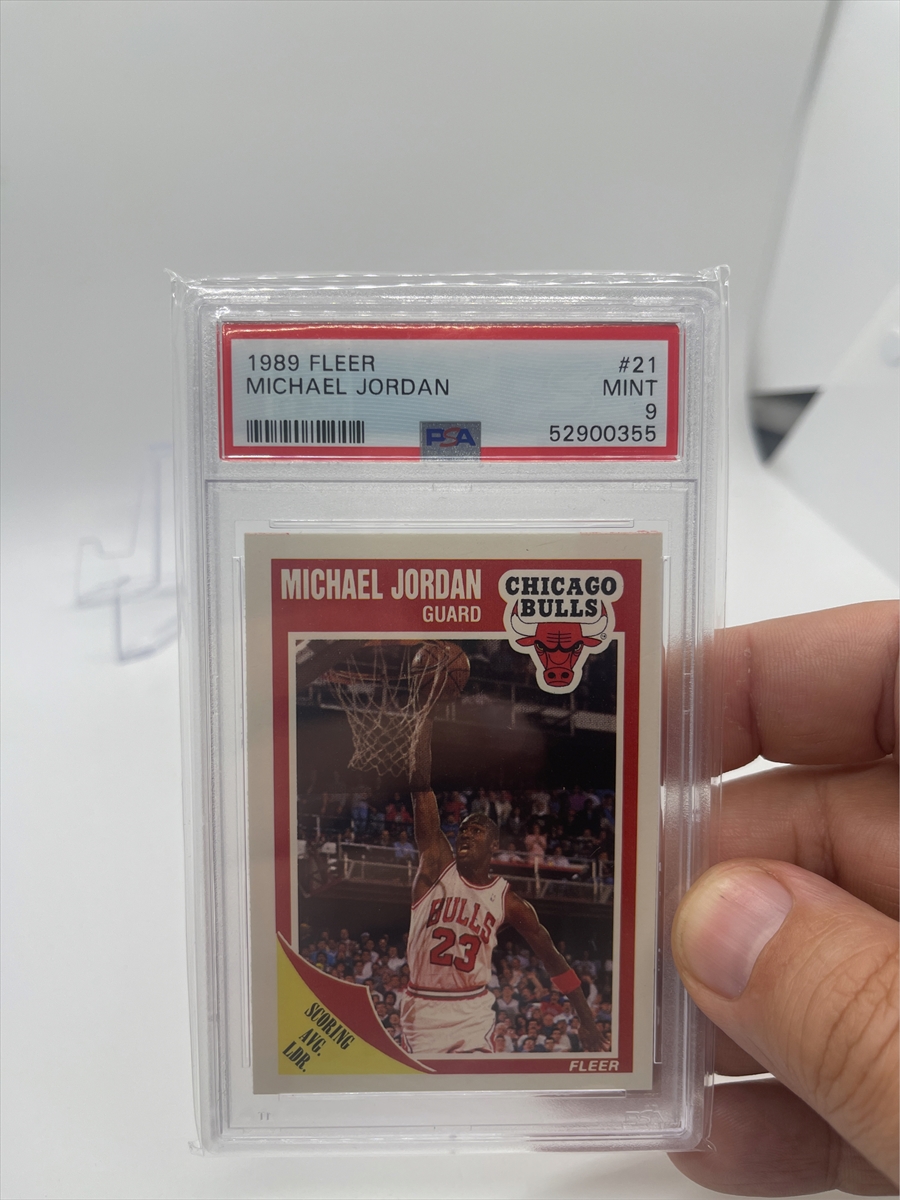 1989 FLEER #21
MICHAEL JORDAN MINT
9
PSA 52900355
MICHAEL JORDAN
GUARD
CHICAGO
BULLS
BULLS
23
SCORING
AVG.
LDR.
FLEER